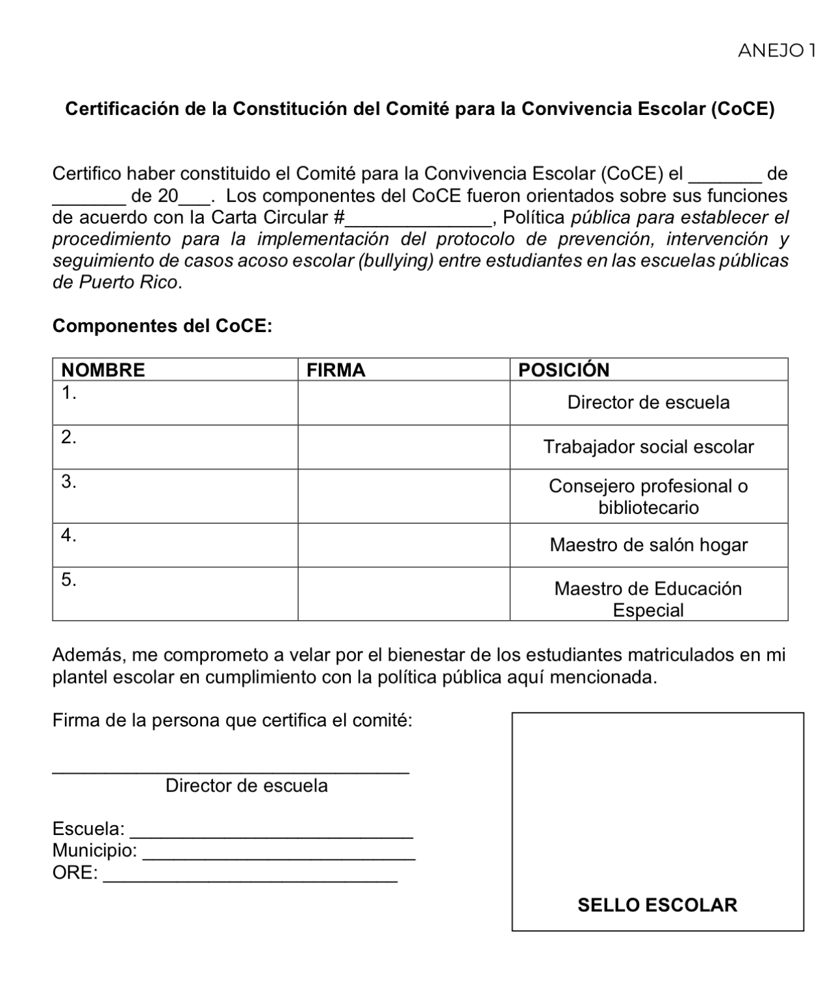 ANEJO 1
Certificación de la Constitución del Comité para la Convivencia Escolar (CoCE)
Certifico haber constituido el Comité para la Convivencia Escolar (CoCE) el _______ de
_______ de 20___. Los componentes del CoCE fueron orientados sobre sus funciones
de acuerdo con la Carta Circular #______________, Política pública para establecer el
procedimiento para la implementación del protocolo de prevención, intervención y
seguimiento de casos acoso escolar (bullying) entre estudiantes en las escuelas públicas
de Puerto Rico.
Componentes del CoCE:
NOMBRE FIRMA POSICIÓN
1. Director de escuela
2. Trabajador social escolar
3. Consejero profesional o
bibliotecario
4. Maestro de salón hogar
5. Maestro de Educación
Especial
Además, me comprometo a velar por el bienestar de los estudiantes matriculados en mi
plantel escolar en cumplimiento con la política pública aquí mencionada.
Firma de la persona que certifica el comité:
__________________________________
Director de escuela
Escuela: ___________________________
Municipio: __________________________
ORE: ____________________________
SELLO ESCOLAR